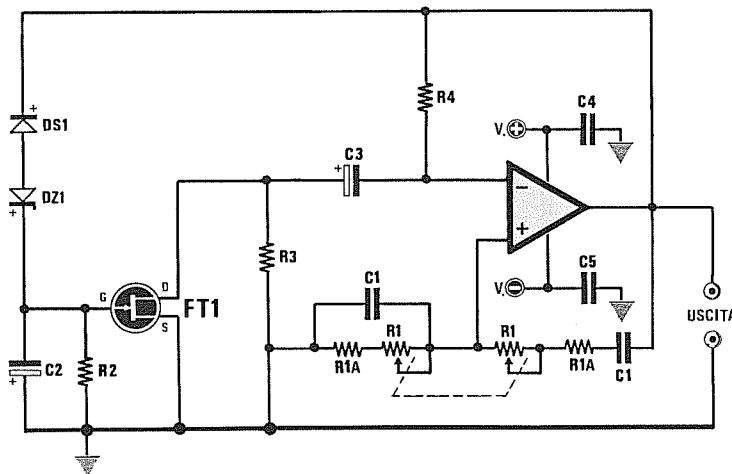 DS1
+
R4
V.
+
C4
C3
+
DZ1
+
-
+
D
G
S
FT1
R3
C1
V.
-
C5
USCITA
C2
+
R2
R1
R1A
R1
R1A
C1
+